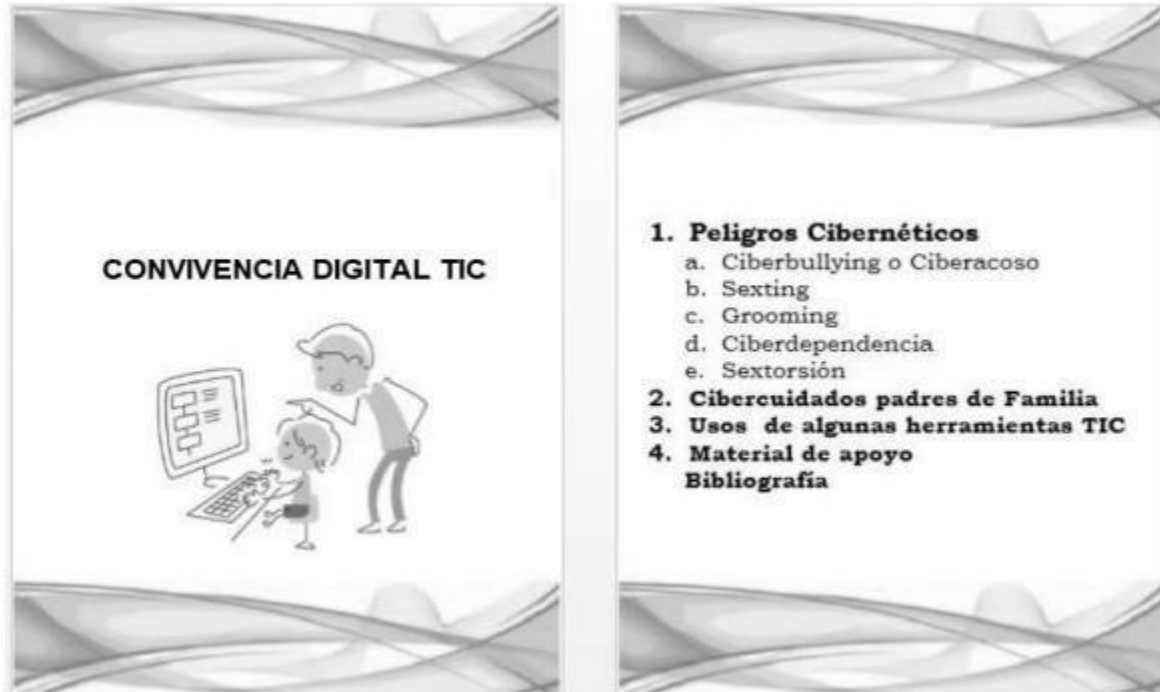 CONVIVENCIA DIGITAL TIC
1. Peligros Cibernéticos
a. Ciberbullying o Ciberacoso
b. Sexting
c. Grooming
d. Ciberdependencia
e. Sextorsión
2. Cibercuidados padres de Familia
3. Usos de algunas herramientas TIC
4. Material de apoyo
Bibliografía